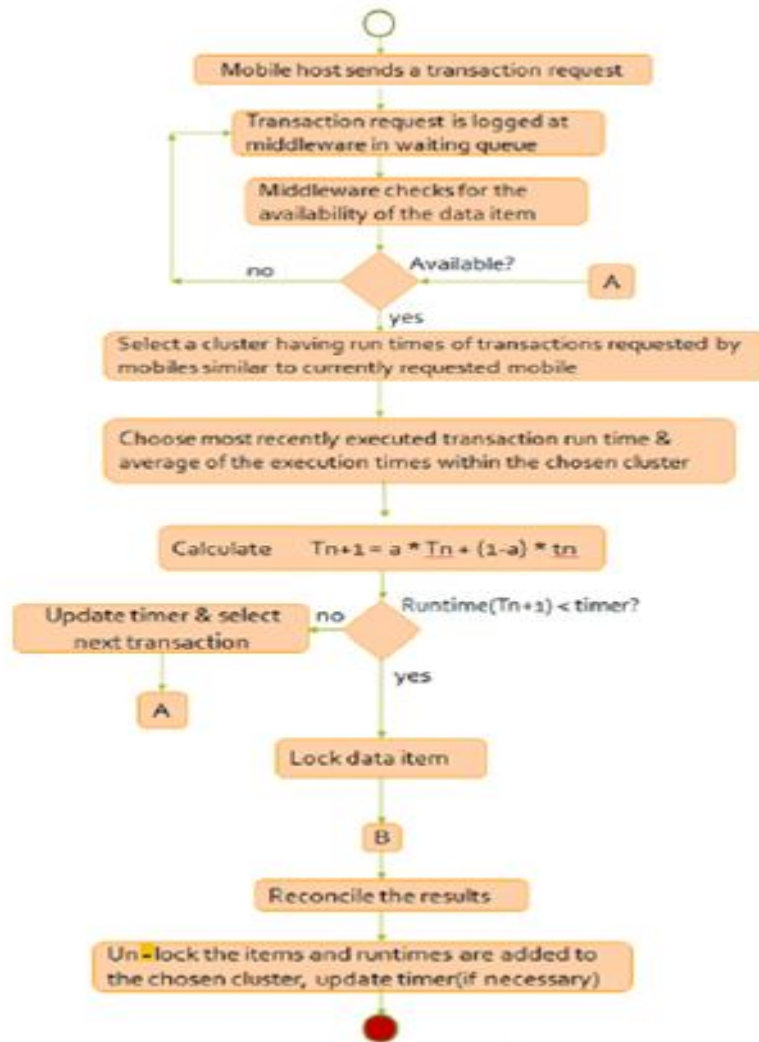 Mobile host sends a transaction request
Transaction request is logged at
middleware in waiting queue
Middleware checks for the
availability of the data item
no
Available?
A
yes
Select a cluster having run times of transactions requested by
mobiles similar to currently requested mobile
Choose most recently executed transaction run time &
average of the execution times within the chosen cluster
Calculate Tn+1 = a * Tn + (1-a) * tn
Runtime(Tn+1) < timer?
Update timer & select
next transaction
no
yes
A
Lock data item
B
Reconcile the results
Un-lock the items and runtimes are added to
the chosen cluster, update timer(if necessary)